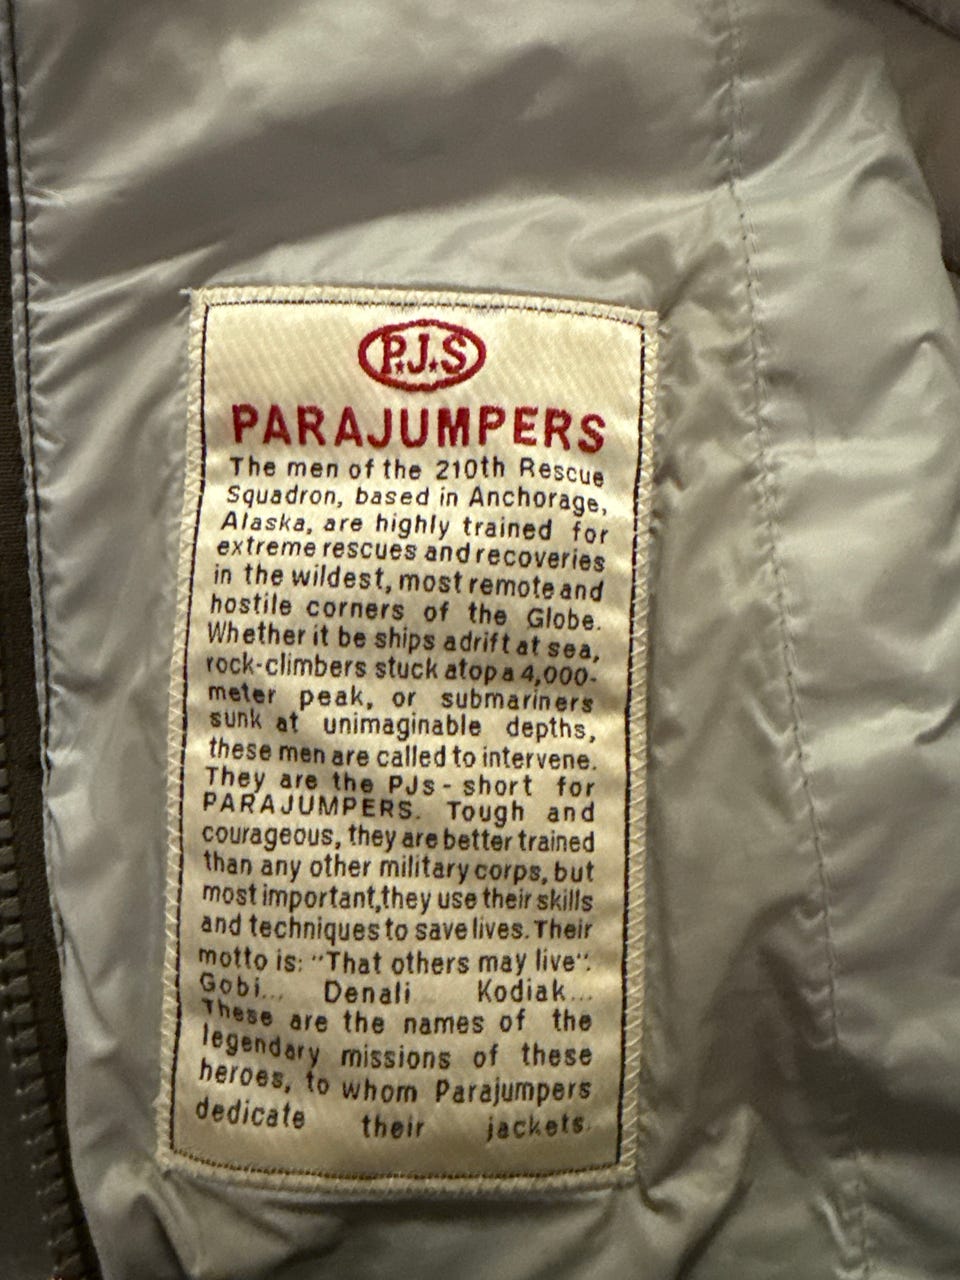 P.J.S
PARAJUMPERS
The men of the 210th Rescue
Squadron, based in Anchorage,
Alaska, are highly trained for
extreme rescues and recoveries
in the wildest, most remote and
hostile corners of the Globe.
Whether it be ships adrift at sea,
rock-climbers stuck atop a 4,000-
meter peak, or submariners
sunk at unimaginable depths,
these men are called to intervene.
They are the PJs - short for
PARAJUMPERS. Tough and
courageous, they are better trained
than any other military corps, but
most important,they use their skills
and techniques to save lives. Their
motto is: "That others may live".
Gobi... Denali Kodiak...
These are the names of the
legendary missions of these
heroes, to whom Parajumpers
dedicate their jackets.